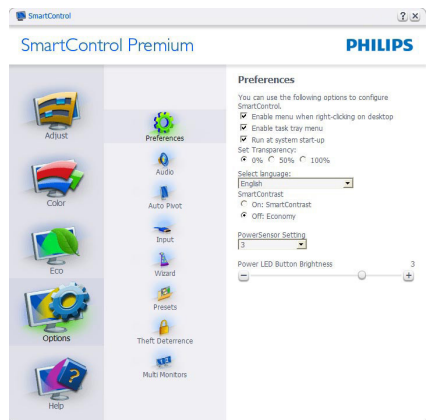 SmartControl
? ×
SmartControl Premium
PHILIPS
Adjust
Color
Eco
Options
Help
Preferences
Audio
Auto Pivot
Input
Wizard
Presets
Theft Deterrence
Multi Monitors
Preferences
You can use the following options to configure
SmartControl.
Enable menu when right-clicking on desktop
Enable task tray menu
Run at system start-up
Set Transparency:
0% 50% 100%
Select language:
English
SmartContrast
On: SmartContrast
Off: Economy
PowerSensor Setting
3
Power LED Button Brightness 3
- +